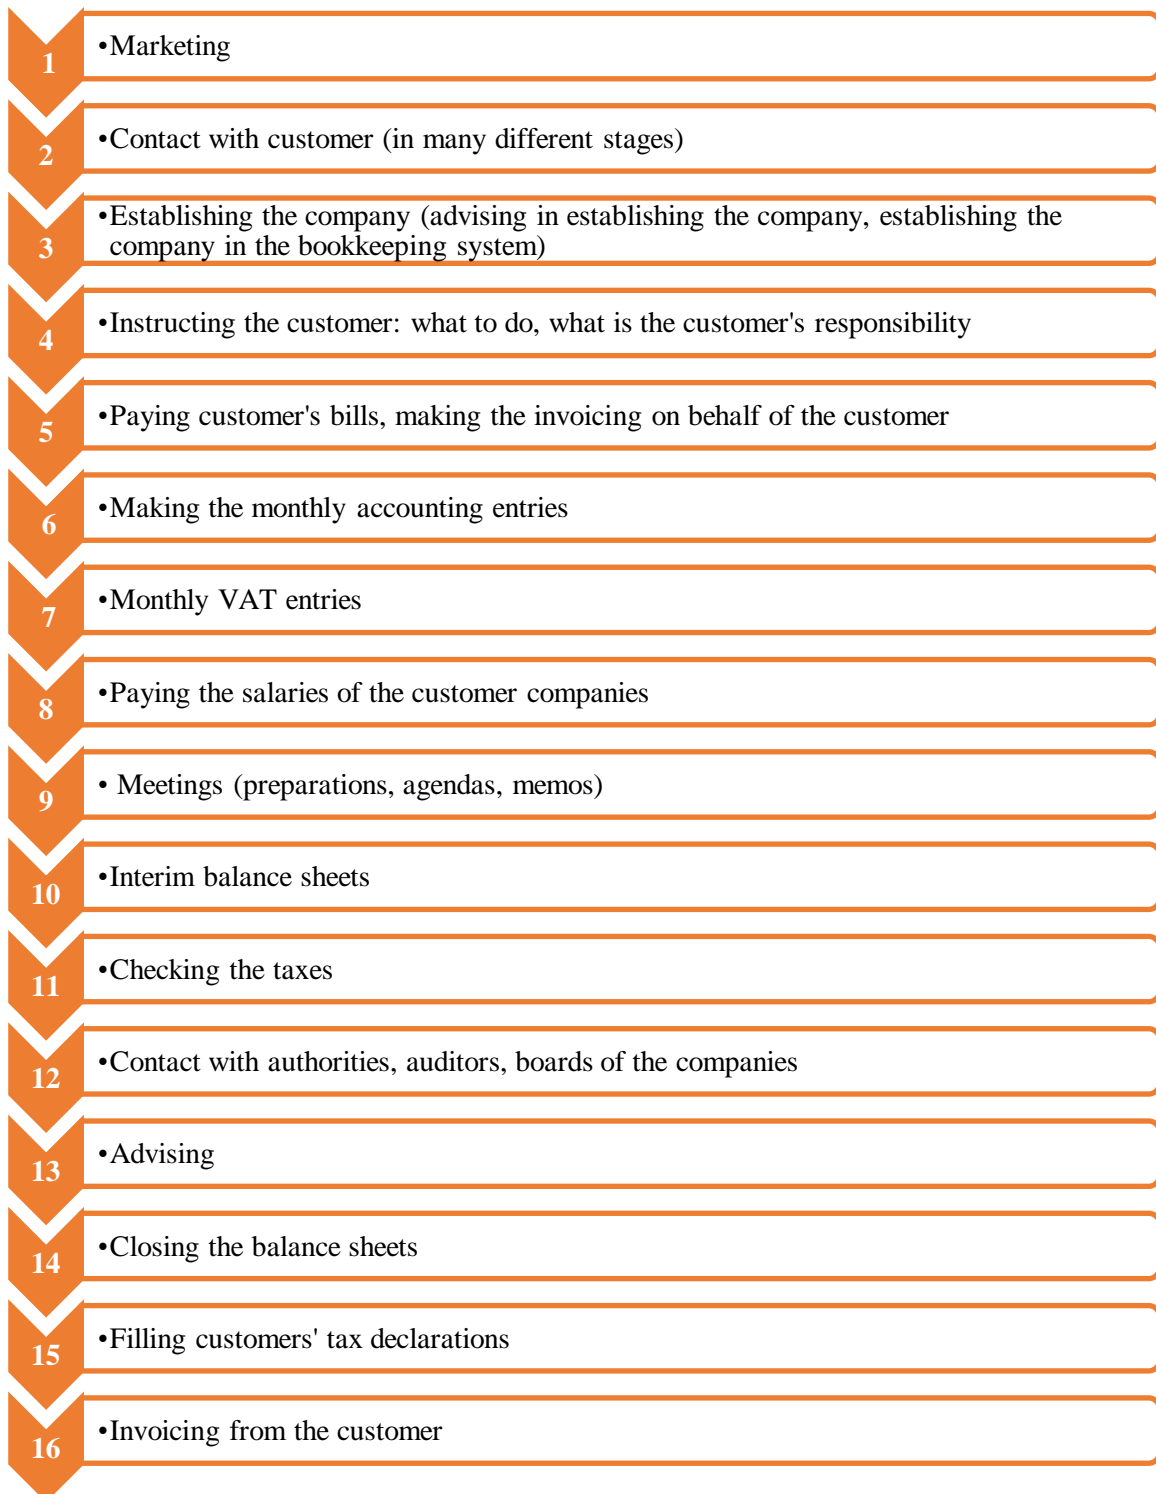 1
•Marketing
2
•Contact with customer (in many different stages)
3
•Establishing the company (advising in establishing the company, establishing the
company in the bookkeeping system)
4
•Instructing the customer: what to do, what is the customer's responsibility
5
•Paying customer's bills, making the invoicing on behalf of the customer
6
•Making the monthly accounting entries
7
•Monthly VAT entries
8
•Paying the salaries of the customer companies
9
• Meetings (preparations, agendas, memos)
10
•Interim balance sheets
11
•Checking the taxes
12
•Contact with authorities, auditors, boards of the companies
13
•Advising
14
•Closing the balance sheets
15
•Filling customers' tax declarations
16
•Invoicing from the customer